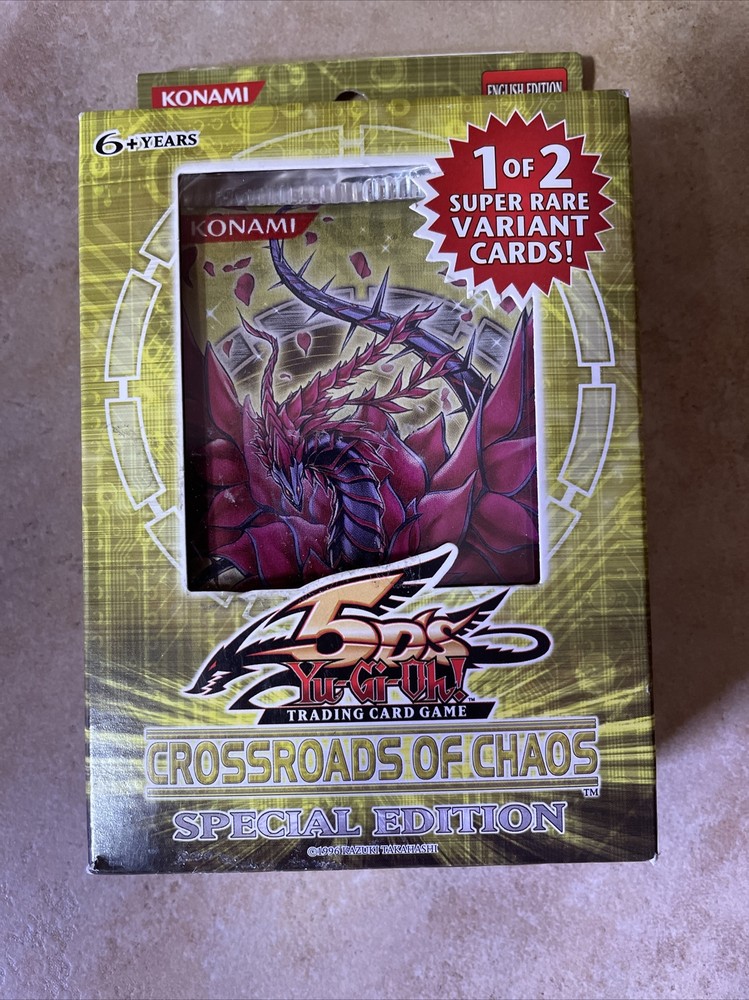 KONAMI
ENGLISH EDITION
6+YEARS
1 OF 2
SUPER RARE
VARIANT
CARDS!
KONAMI
5D's
Yu-Gi-Oh!
TRADING CARD GAME
CROSSROADS OF CHAOS
TM
SPECIAL EDITION
©1996 KAZUKI TAKAHASHI